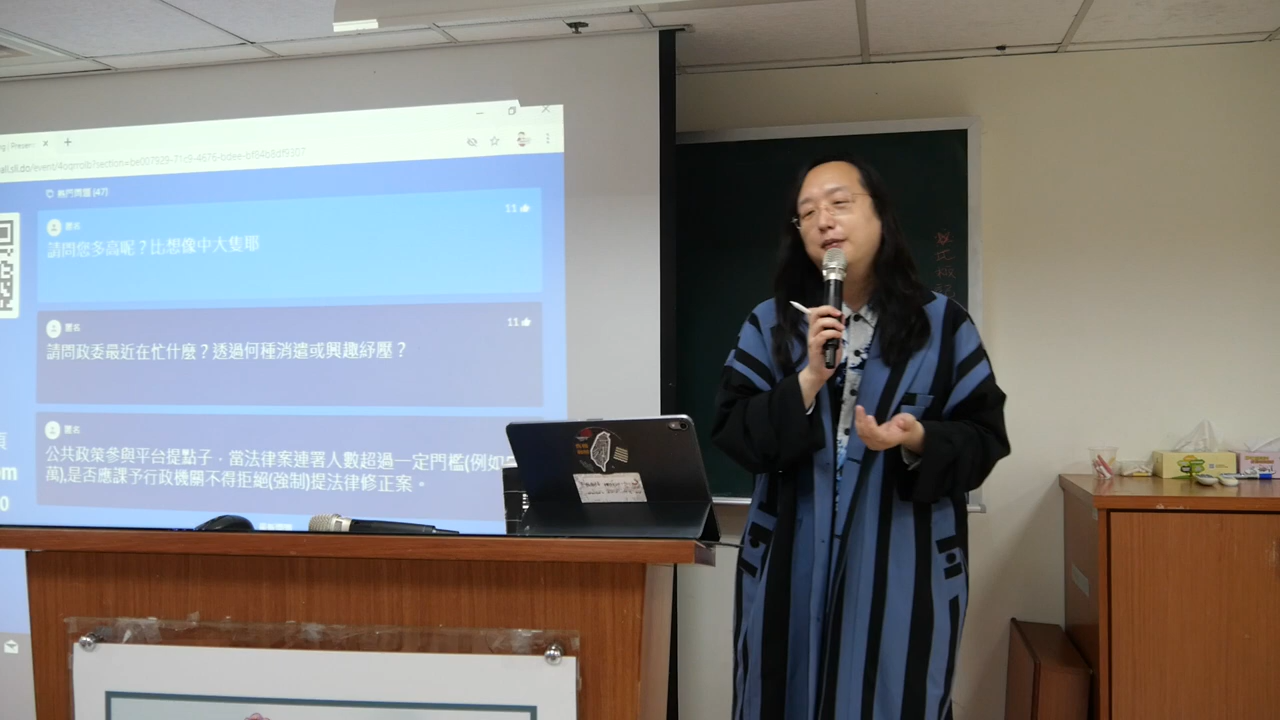 熱門問題 (47)
匿名
11
請問您多高呢？比想像中大隻耶
匿名
11
請問政委最近在忙什麼？透過何種消遣或興趣紓壓？
匿名
公共政策參與平台提點子，當法律案連署人數超過一定門檻(例如
萬),是否應課予行政機關不得拒絕(強制)提法律修正案。